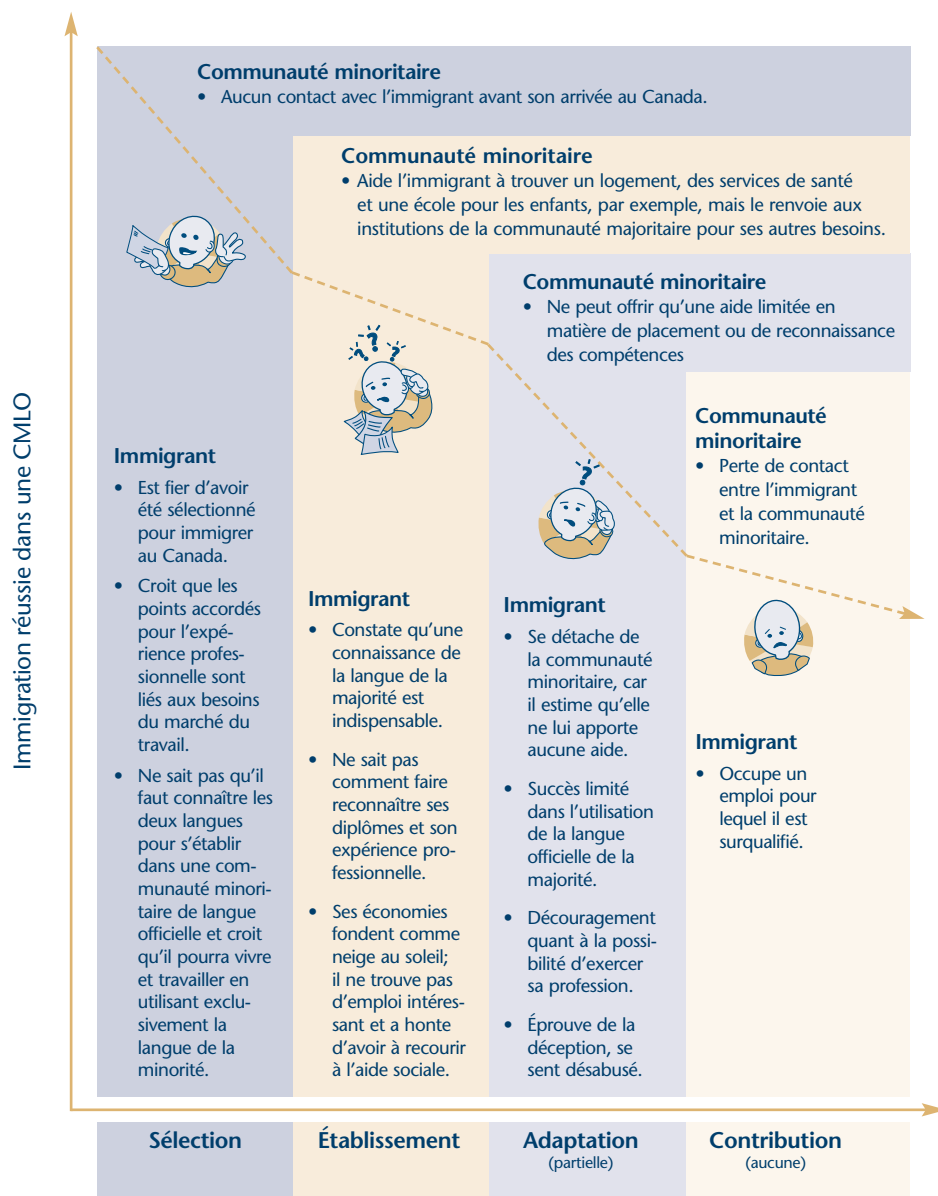 Immigration réussie dans une CMLO
Communauté minoritaire
• Aucun contact avec l'immigrant avant son arrivée au Canada.
Communauté minoritaire
• Aide l'immigrant à trouver un logement, des services de santé
et une école pour les enfants, par exemple, mais le renvoie aux
institutions de la communauté majoritaire pour ses autres besoins.
Communauté minoritaire
• Ne peut offrir qu'une aide limitée en
matière de placement ou de reconnaissance
des compétences
Communauté
minoritaire
• Perte de contact
entre l'immigrant
et la communauté
minoritaire.
Immigrant
• Est fier d'avoir
été sélectionné
pour immigrer
au Canada.
• Croit que les
points accordés
pour l'expé-
rience profes-
sionnelle sont
liés aux besoins
du marché du
travail.
• Ne sait pas qu'il
faut connaître les
deux langues
pour s'établir
dans une com-
munauté minori-
taire de langue
officielle et croit
qu'il pourra vivre
et travailler en
utilisant exclu-
sivement la
langue de la
minorité.
Immigrant
• Constate qu'une
connaissance de
la langue de la
majorité est
indispensable.
• Ne sait pas
comment faire
reconnaître ses
diplômes et son
expérience pro-
fessionnelle.
• Ses économies
fondent comme
neige au soleil;
il ne trouve pas
d'emploi intéres-
sant et a honte
d'avoir à recourir
à l'aide sociale.
Immigrant
• Se détache de
la communauté
minoritaire, car
il estime qu'elle
ne lui apporte
aucune aide.
• Succès limité
dans l'utilisation
de la langue
officielle de la
majorité.
• Découragement
quant à la possi-
bilité d'exercer
sa profession.
• Éprouve de la
déception, se
sent désabusé.
Immigrant
• Occupe un
emploi pour
lequel il est
surqualifié.
Sélection
Établissement
Adaptation
(partielle)
Contribution
(aucune)
? ? ?
?